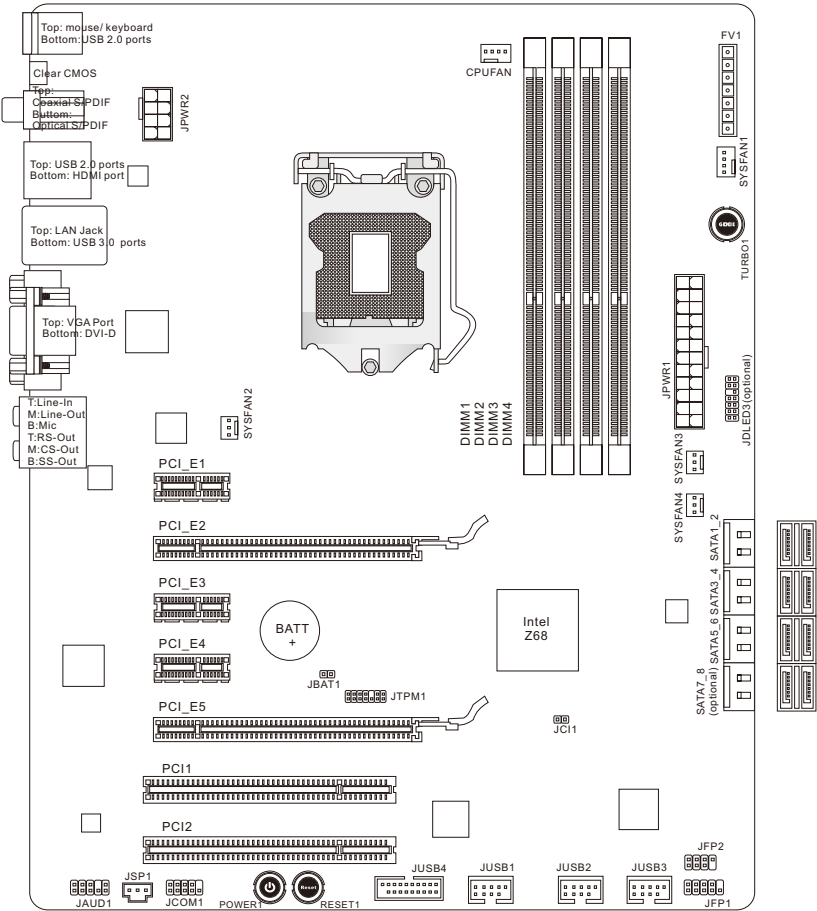 Top: mouse/ keyboard
Bottom:USB 2.0 ports
Clear CMOS
Top:
Coaxial S/PDIF
Buttom:
Optical S/PDIF
JPWR2
Top: USB 2.0 ports
Bottom: HDMI port
Top: LAN Jack
Bottom: USB 3.0 ports
Top: VGA Port
Bottom: DVI-D
T:Line-In
M:Line-Out
B:Mic
T:RS-Out
M:CS-Out
B:SS-Out
CPUFAN
FV1
SYSFAN1
TURBO1
JPWR1
JDLED3(optional)
DIMM1
DIMM2
DIMM3
DIMM4
SYSFAN2
SYSFAN3
SYSFAN4
PCI_E1
PCI_E2
PCI_E3
PCI_E4
PCI_E5
PCI1
PCI2
BATT
+
JBAT1
JTPM1
Intel
Z68
JCI1
SATA1_2
SATA3_4
SATA5_6
SATA7_8
(optional)
JAUD1
JSP1
JCOM1
POWER1
Reset
RESET1
JUSB4
JUSB1
JUSB2
JUSB3
JFP2
JFP1